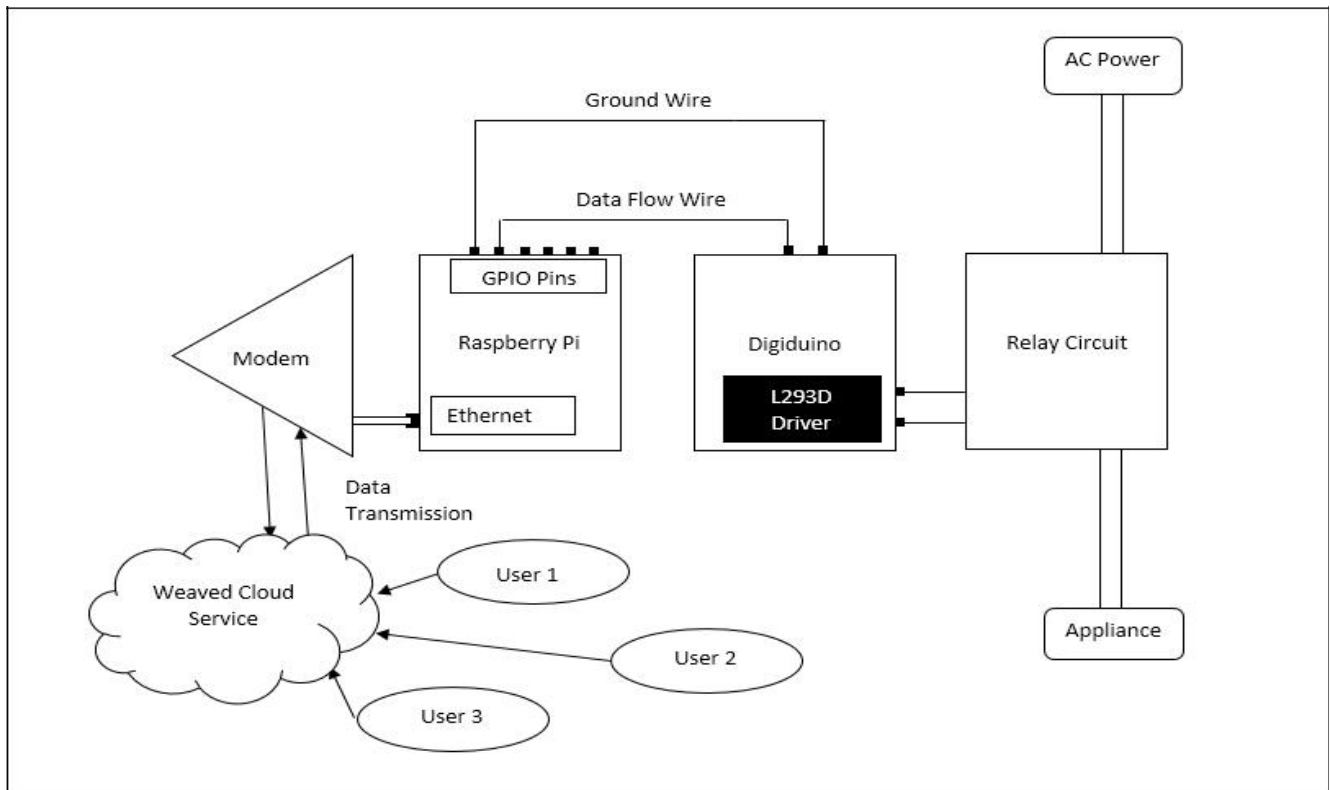 AC Power
Ground Wire
Data Flow Wire
GPIO Pins
Modem
Raspberry Pi
Digiduino
Relay Circuit
Ethernet
L293D
Driver
Data
Transmission
Weaved Cloud
Service
User 1
User 2
User 3
Appliance